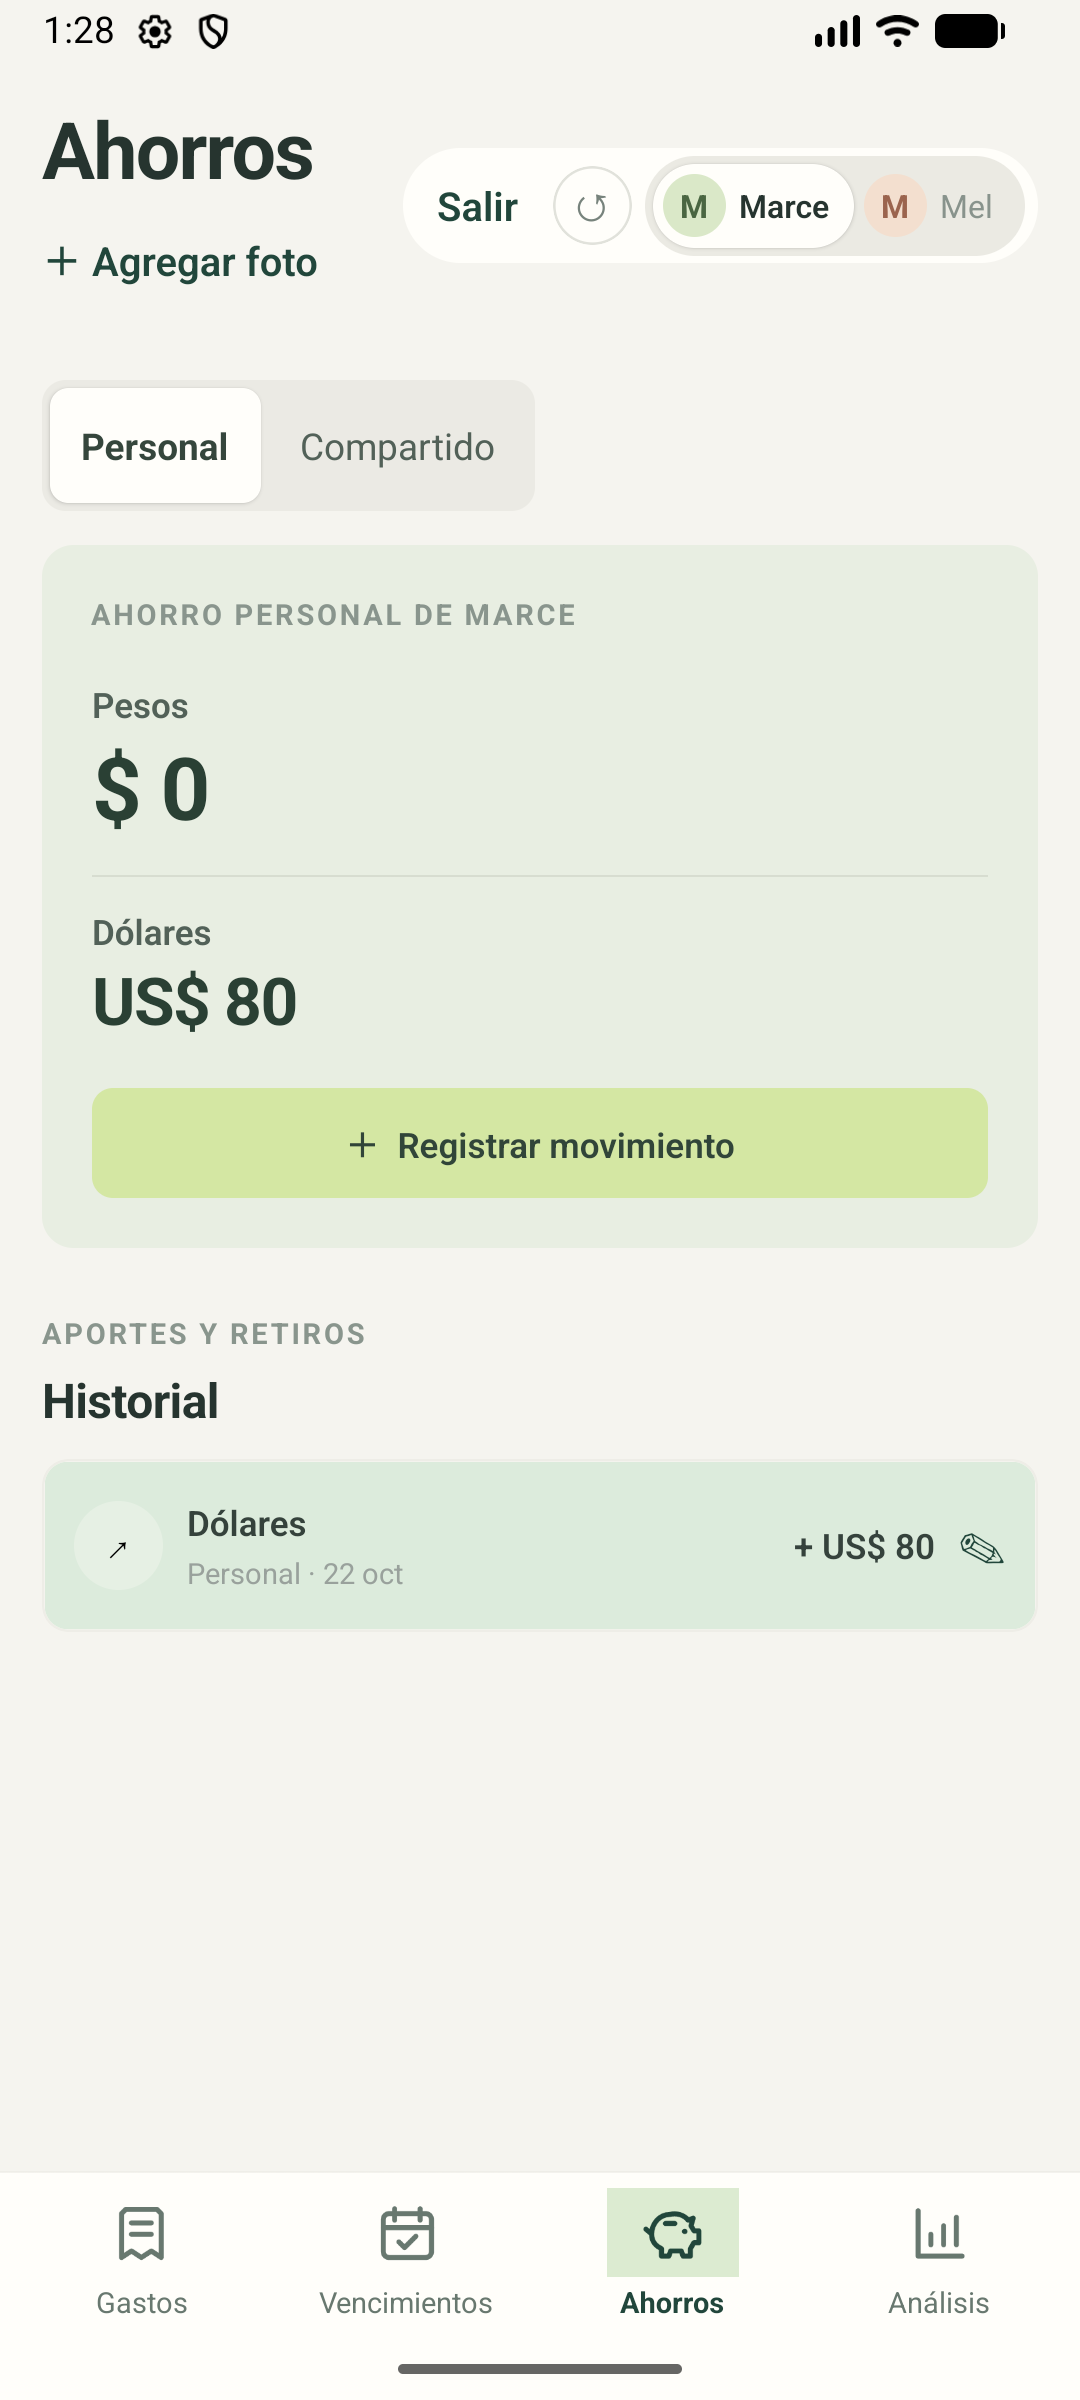 1:28
Ahorros
+ Agregar foto
Salir
M Marce
M Mel
Personal
Compartido
AHORRO PERSONAL DE MARCE
Pesos
$ 0
Dólares
US$ 80
+ Registrar movimiento
APORTES Y RETIROS
Historial
Dólares
Personal · 22 oct
+ US$ 80
Gastos
Vencimientos
Ahorros
Análisis